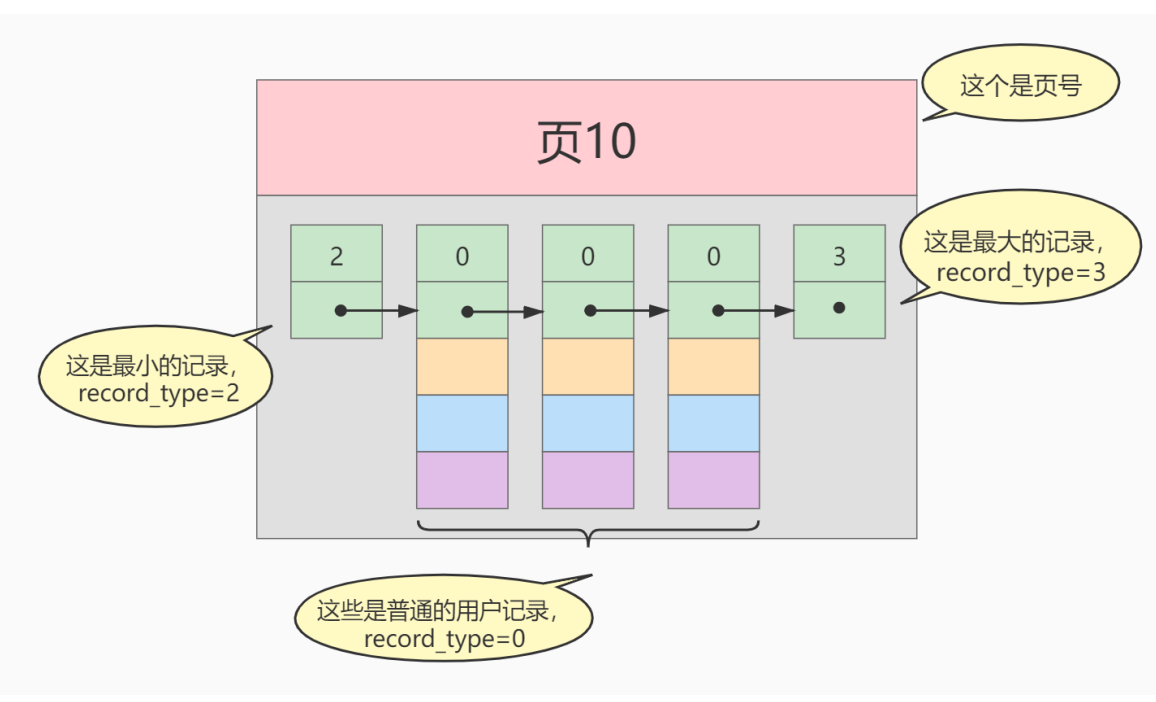 这个是页号
页10
这是最大的记录，
record_type=3
2 0 0 0 3
这是最小的记录，
record_type=2
这些是普通的用户记录，
record_type=0